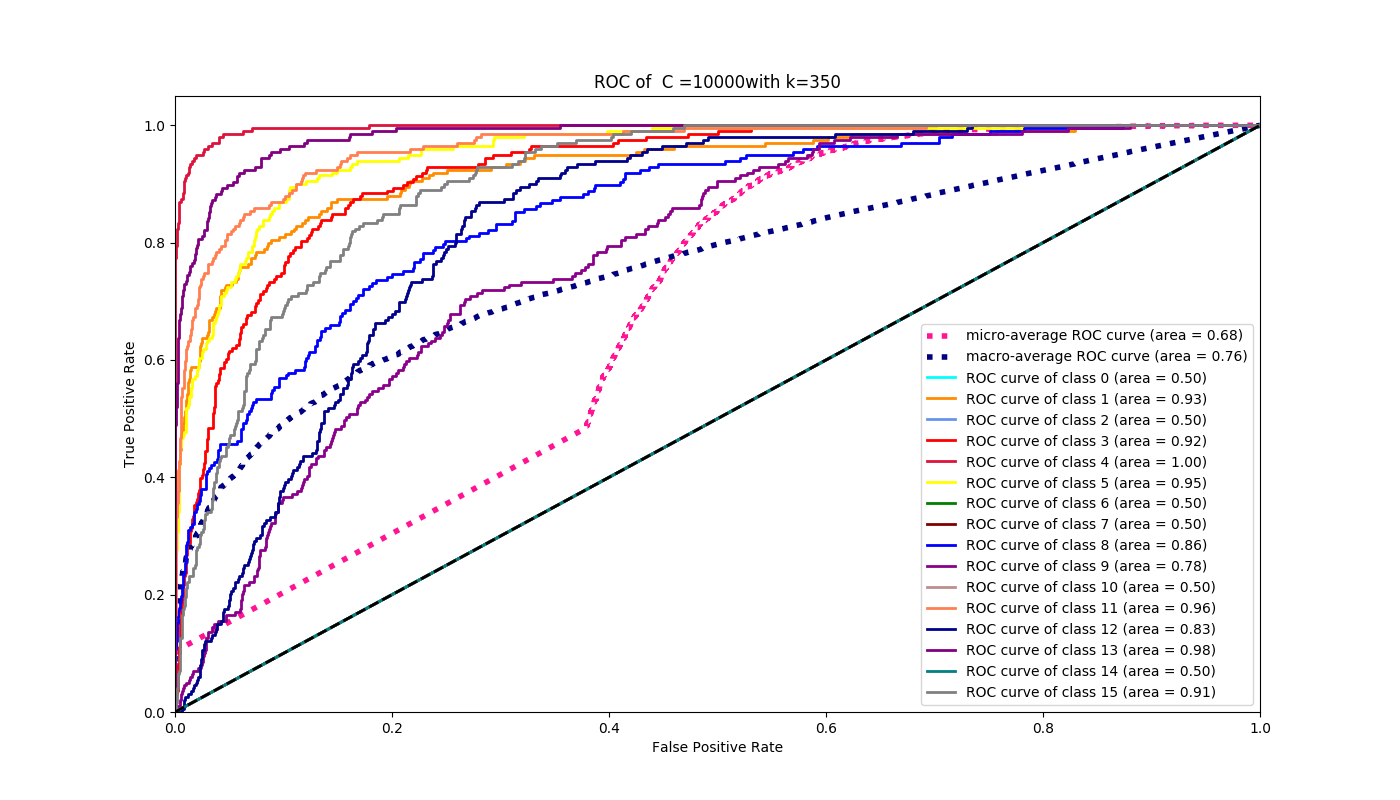 ROC of  C =10000with k=350
True Positive Rate
1.0
0.8
0.6
0.4
0.2
0.0
micro-average ROC curve (area = 0.68)
macro-average ROC curve (area = 0.76)
ROC curve of class 0 (area = 0.50)
ROC curve of class 1 (area = 0.93)
ROC curve of class 2 (area = 0.50)
ROC curve of class 3 (area = 0.92)
ROC curve of class 4 (area = 1.00)
ROC curve of class 5 (area = 0.95)
ROC curve of class 6 (area = 0.50)
ROC curve of class 7 (area = 0.50)
ROC curve of class 8 (area = 0.86)
ROC curve of class 9 (area = 0.78)
ROC curve of class 10 (area = 0.50)
ROC curve of class 11 (area = 0.96)
ROC curve of class 12 (area = 0.83)
ROC curve of class 13 (area = 0.98)
ROC curve of class 14 (area = 0.50)
ROC curve of class 15 (area = 0.91)
0.0 0.2 0.4 0.6 0.8 1.0
False Positive Rate